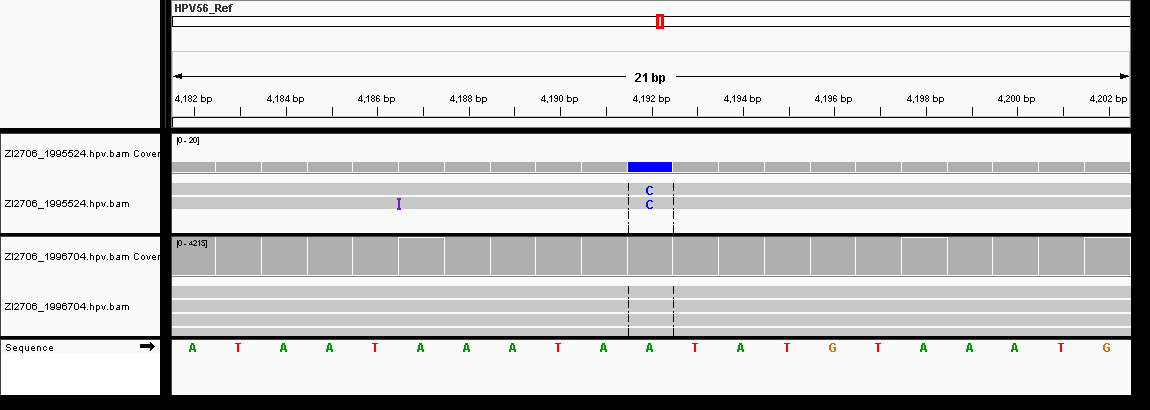 HPV56_Ref
21 bp
4,182 bp 4,184 bp 4,186 bp 4,188 bp 4,190 bp 4,192 bp 4,194 bp 4,196 bp 4,198 bp 4,200 bp 4,202 bp
[0 - 20]
ZI2706_1995524.hpv.bam Cover
C
ZI2706_1995524.hpv.bam I C
[0 - 4215]
ZI2706_1996704.hpv.bam Cover
ZI2706_1996704.hpv.bam
Sequence A T A A T A A A T A A T A T G T A A A T G